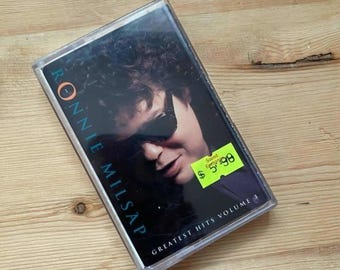 RONNIE MILSAP
GREATEST HITS VOLUME 3
$ 5.98